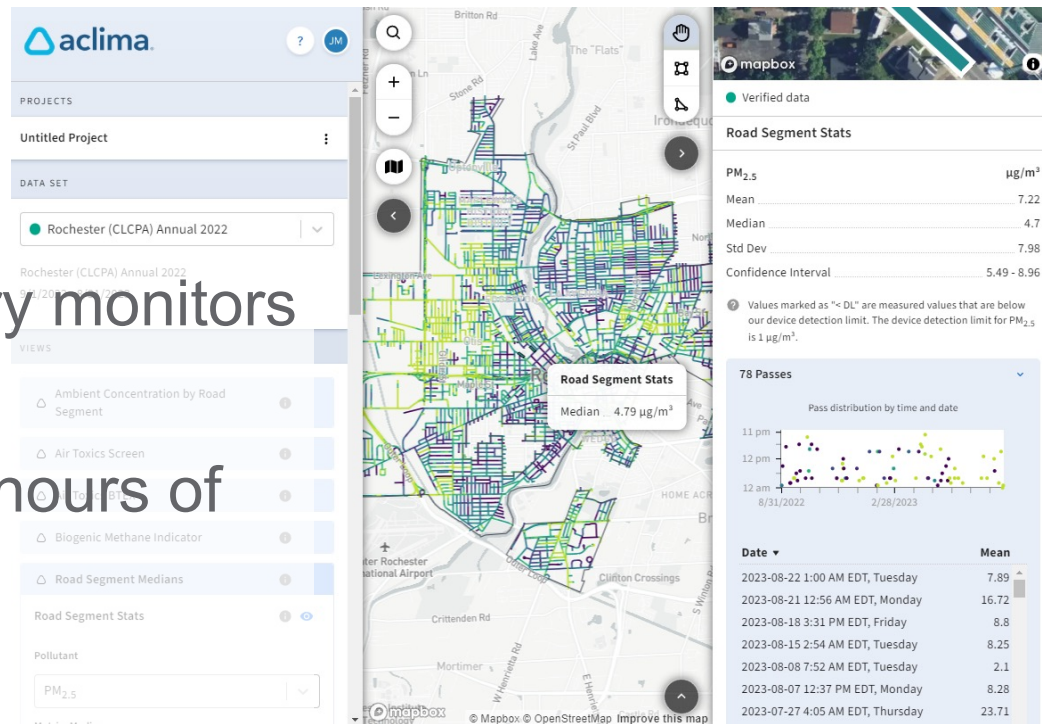 aclima
?
JM
PROJECTS
Untitled Project
DATA SET
Rochester (CLCPA) Annual 2022
Rochester (CLCPA) Annual 2022
y monitors
VIEWS
Ambient Concentration by Road
Segment
Air Toxics Screen
hours of
Biogenic Methane Indicator
Road Segment Medians
Road Segment Stats
Pollutant
PM2.5
Britton Rd
Lake Ave
The "Flats"
Stone Rd
St Paul Blvd
+
−
Lexington Ave
Road Segment Stats
Median 4.79 µg/m³
HOME ACR
Outer Loop
Clinton Crossings
Crittenden Rd
Mortimer
W Henrietta Rd
mapbox
© Mapbox © OpenStreetMap Improve this map
mapbox
Verified data
Road Segment Stats
PM2.5 µg/m³
Mean 7.22
Median 4.7
Std Dev 7.98
Confidence Interval 5.49 - 8.96
? Values marked as "< DL" are measured values that are below
our device detection limit. The device detection limit for PM2.5
is 1 µg/m³.
78 Passes
Pass distribution by time and date
11 pm
12 pm
12 am
8/31/2022 2/28/2023
Date ▾ Mean
2023-08-22 1:00 AM EDT, Tuesday 7.89
2023-08-21 12:56 AM EDT, Monday 16.72
2023-08-18 3:31 PM EDT, Friday 8.8
2023-08-15 2:54 AM EDT, Tuesday 8.25
2023-08-08 7:52 AM EDT, Tuesday 2.1
2023-08-07 12:37 PM EDT, Monday 8.28
2023-07-27 4:05 AM EDT, Thursday 23.71